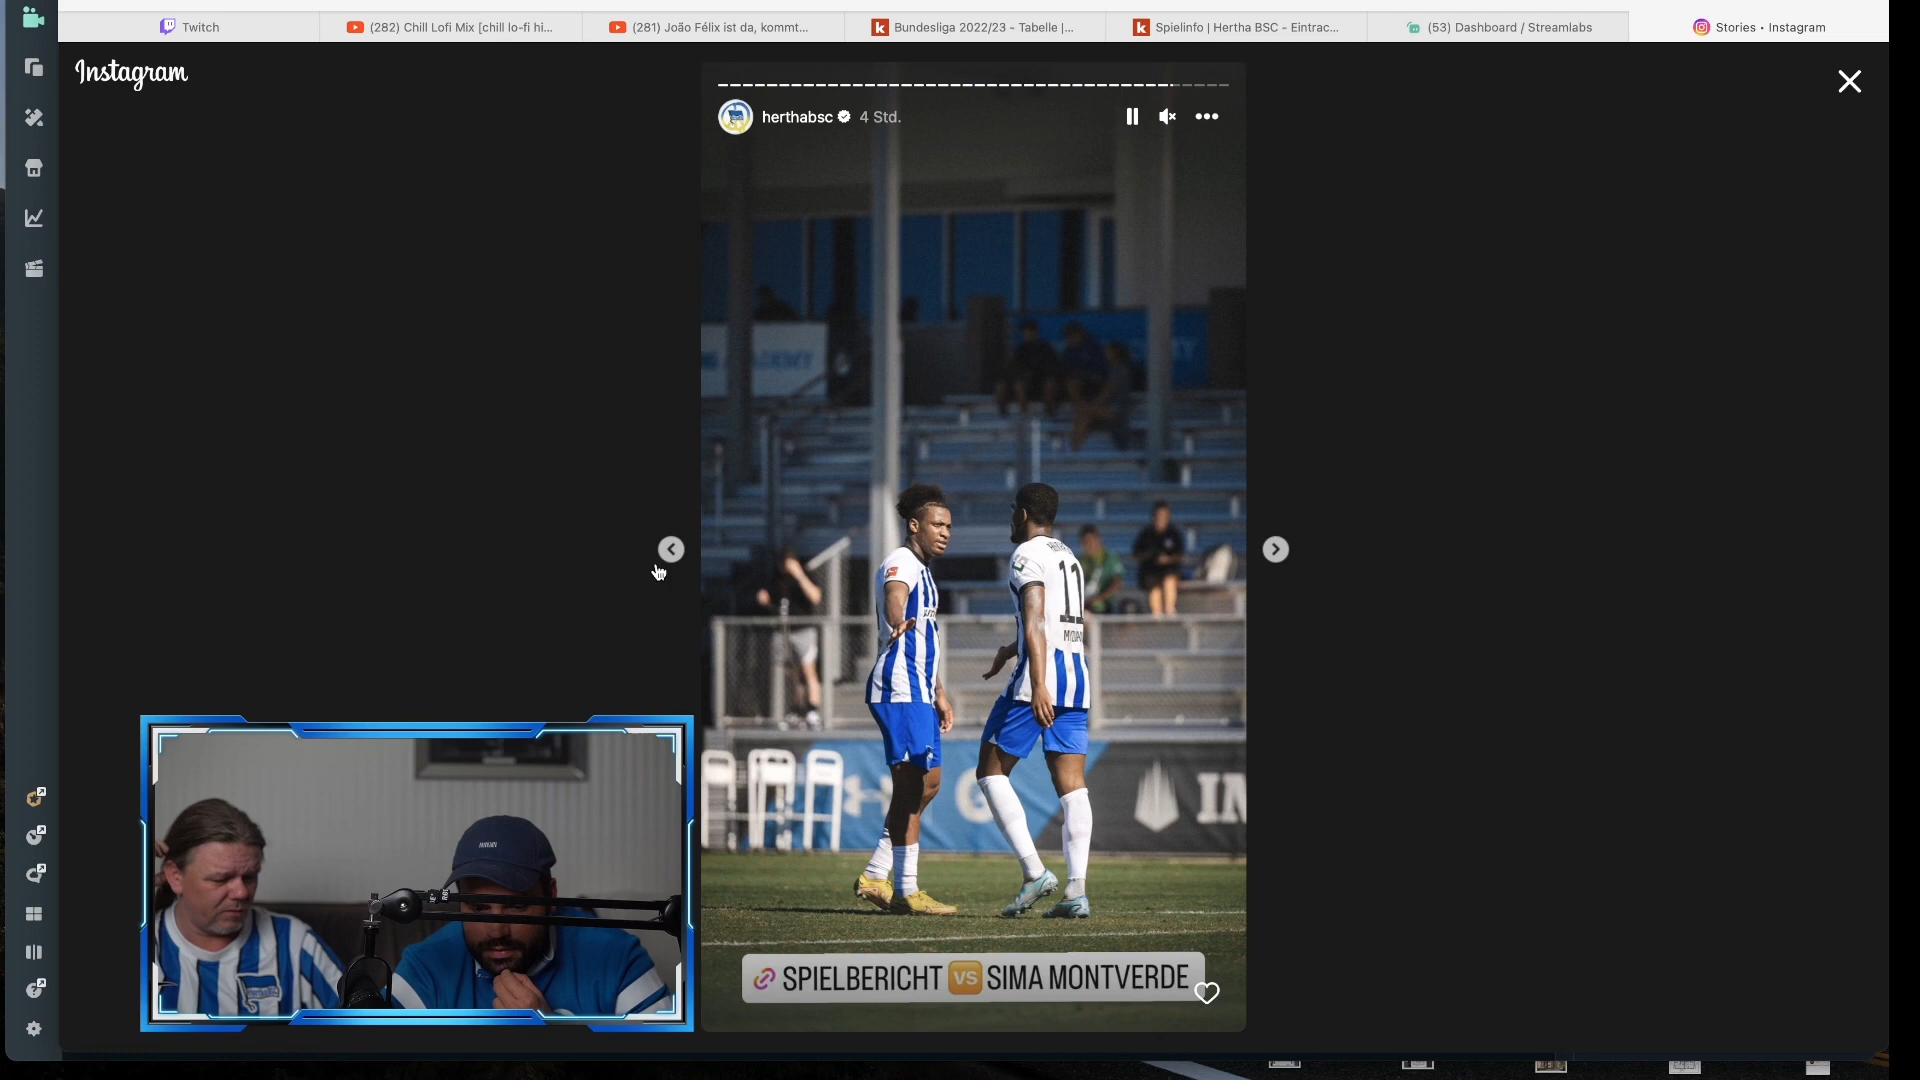 Twitch
(282) Chill Lofi Mix [chill lo-fi hi...
(281) João Félix ist da, kommt...
Bundesliga 2022/23 - Tabelle |...
Spielinfo | Hertha BSC - Eintrac...
(53) Dashboard / Streamlabs
Stories • Instagram
Instagram
herthabsc 4 Std.
11
SPIELBERICHT VS SIMA MONTVERDE